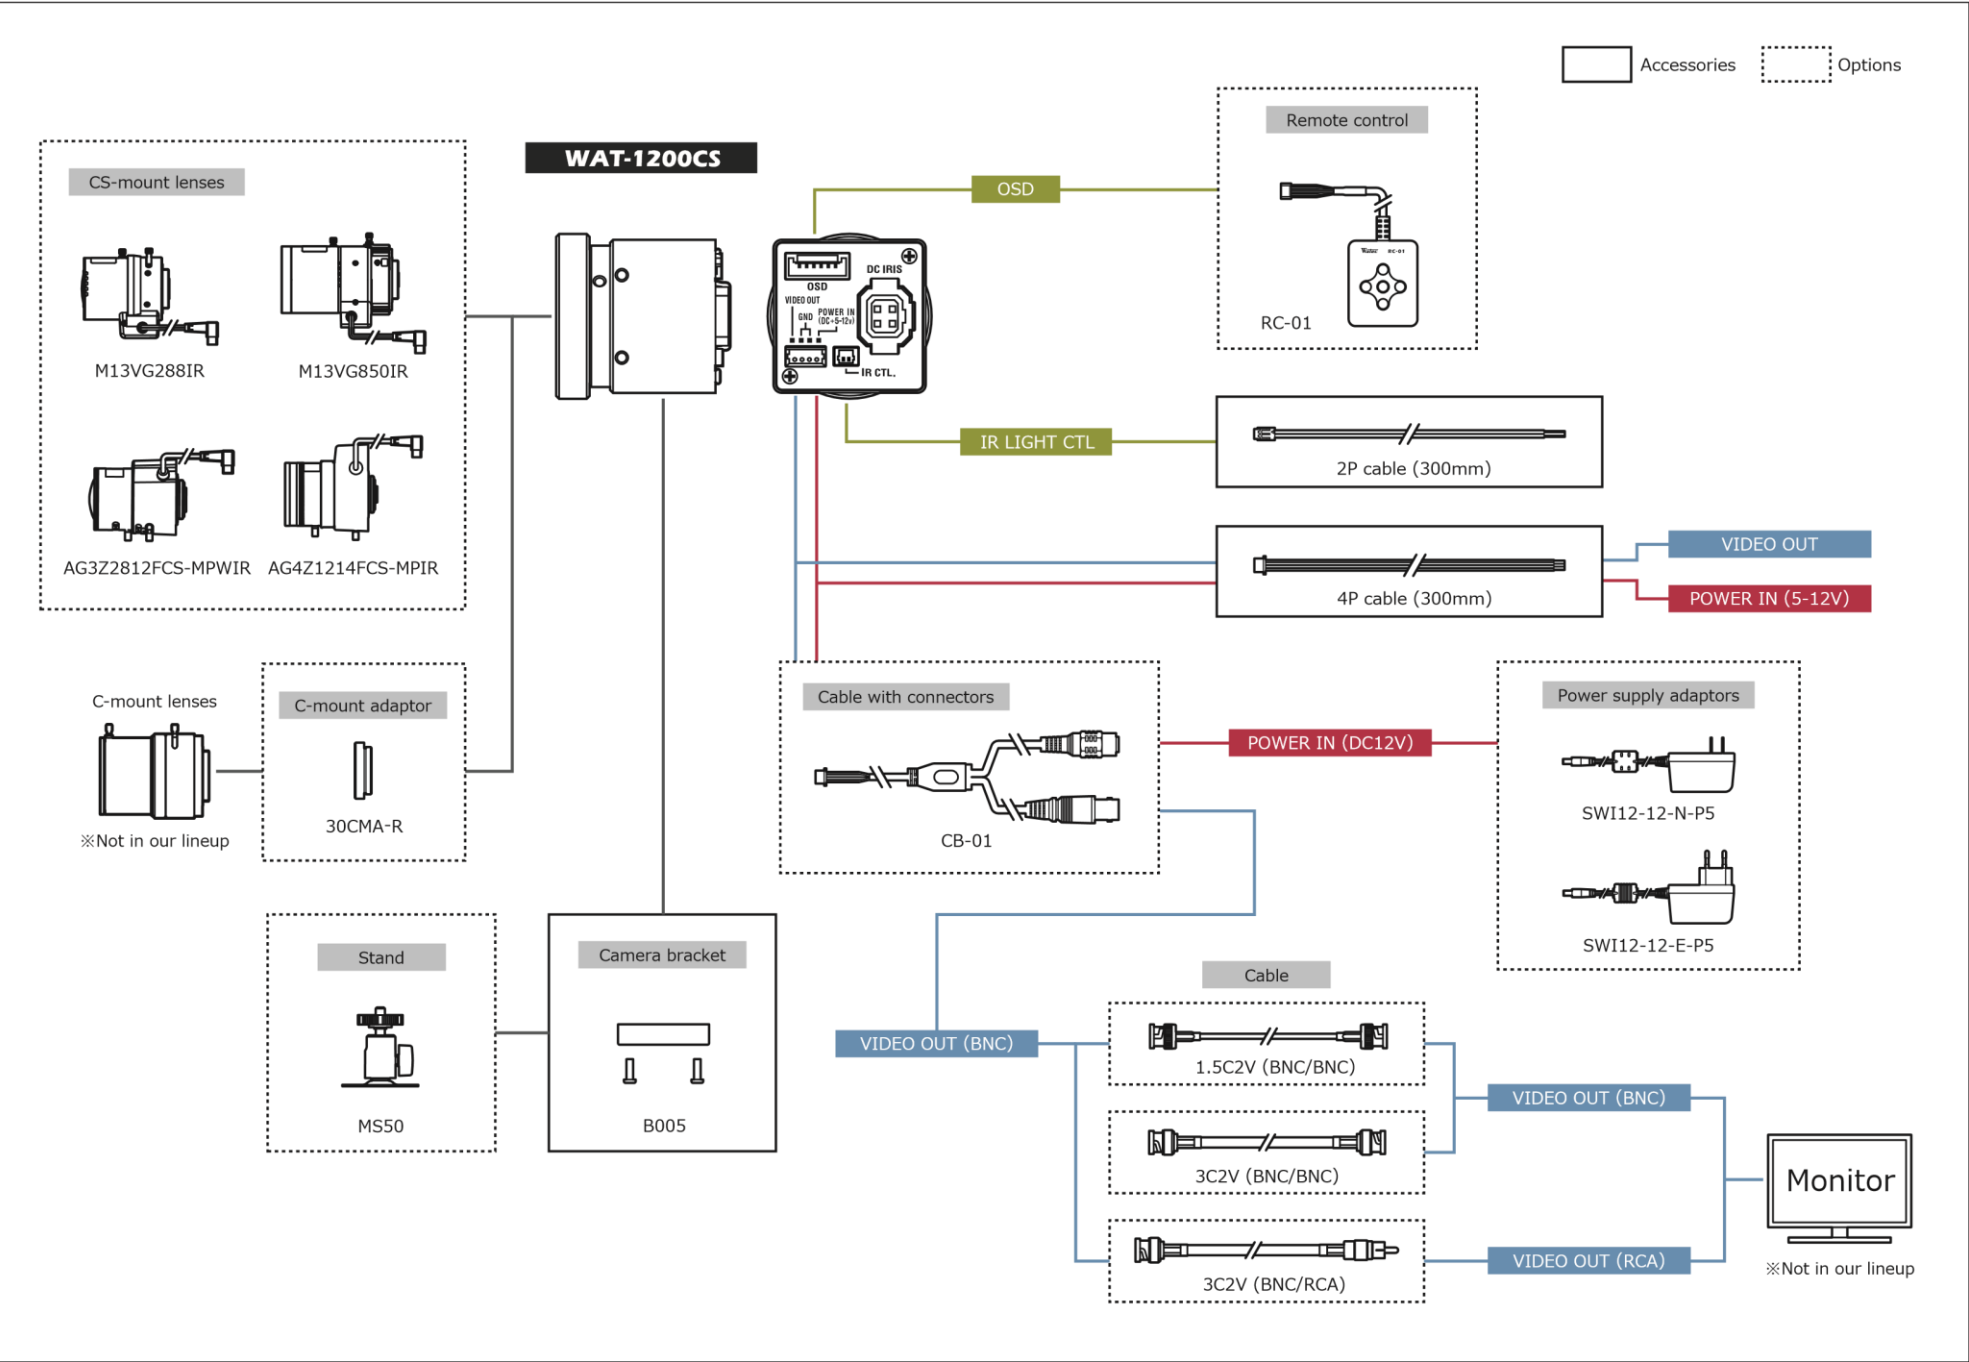 Accessories
Options
Remote control
WAT-1200CS
CS-mount lenses
OSD
Watec RC-01
RC-01
DC IRIS
OSD
VIDEO OUT
GND
POWER IN
(DC+5-12V)
IR CTL.
M13VG288IR
M13VG850IR
IR LIGHT CTL
2P cable (300mm)
AG3Z2812FCS-MPWIR
AG4Z1214FCS-MPIR
VIDEO OUT
4P cable (300mm)
POWER IN (5-12V)
C-mount lenses
C-mount adaptor
Cable with connectors
Power supply adaptors
POWER IN (DC12V)
30CMA-R
※Not in our lineup
CB-01
SWI12-12-N-P5
SWI12-12-E-P5
Stand
Camera bracket
Cable
VIDEO OUT (BNC)
1.5C2V (BNC/BNC)
VIDEO OUT (BNC)
MS50
B005
3C2V (BNC/BNC)
Monitor
VIDEO OUT (RCA)
※Not in our lineup
3C2V (BNC/RCA)